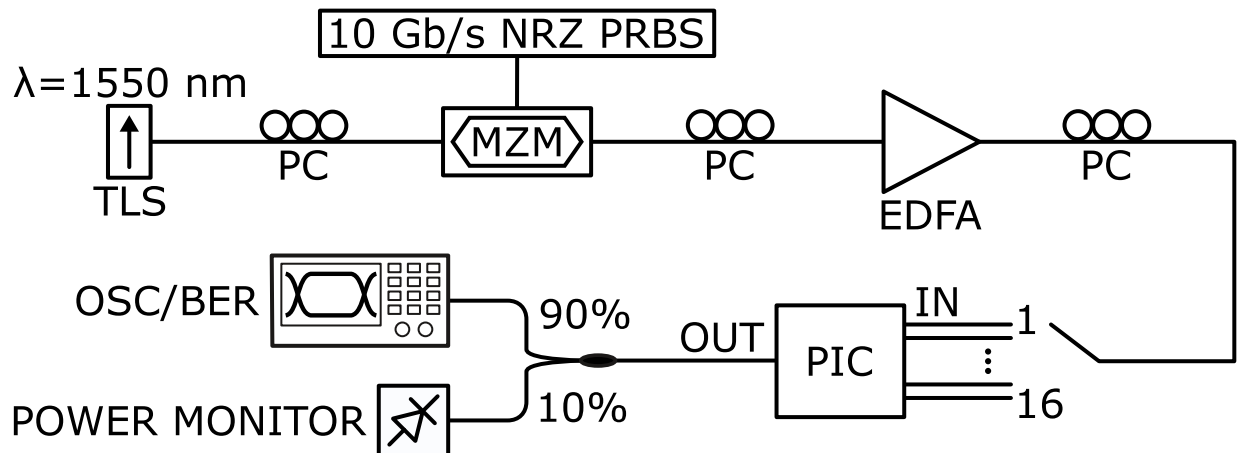 10 Gb/s NRZ PRBS
λ=1550 nm
MZM
PC
PC
PC
TLS
EDFA
OSC/BER
90%
OUT
PIC
IN
1
16
10%
POWER MONITOR